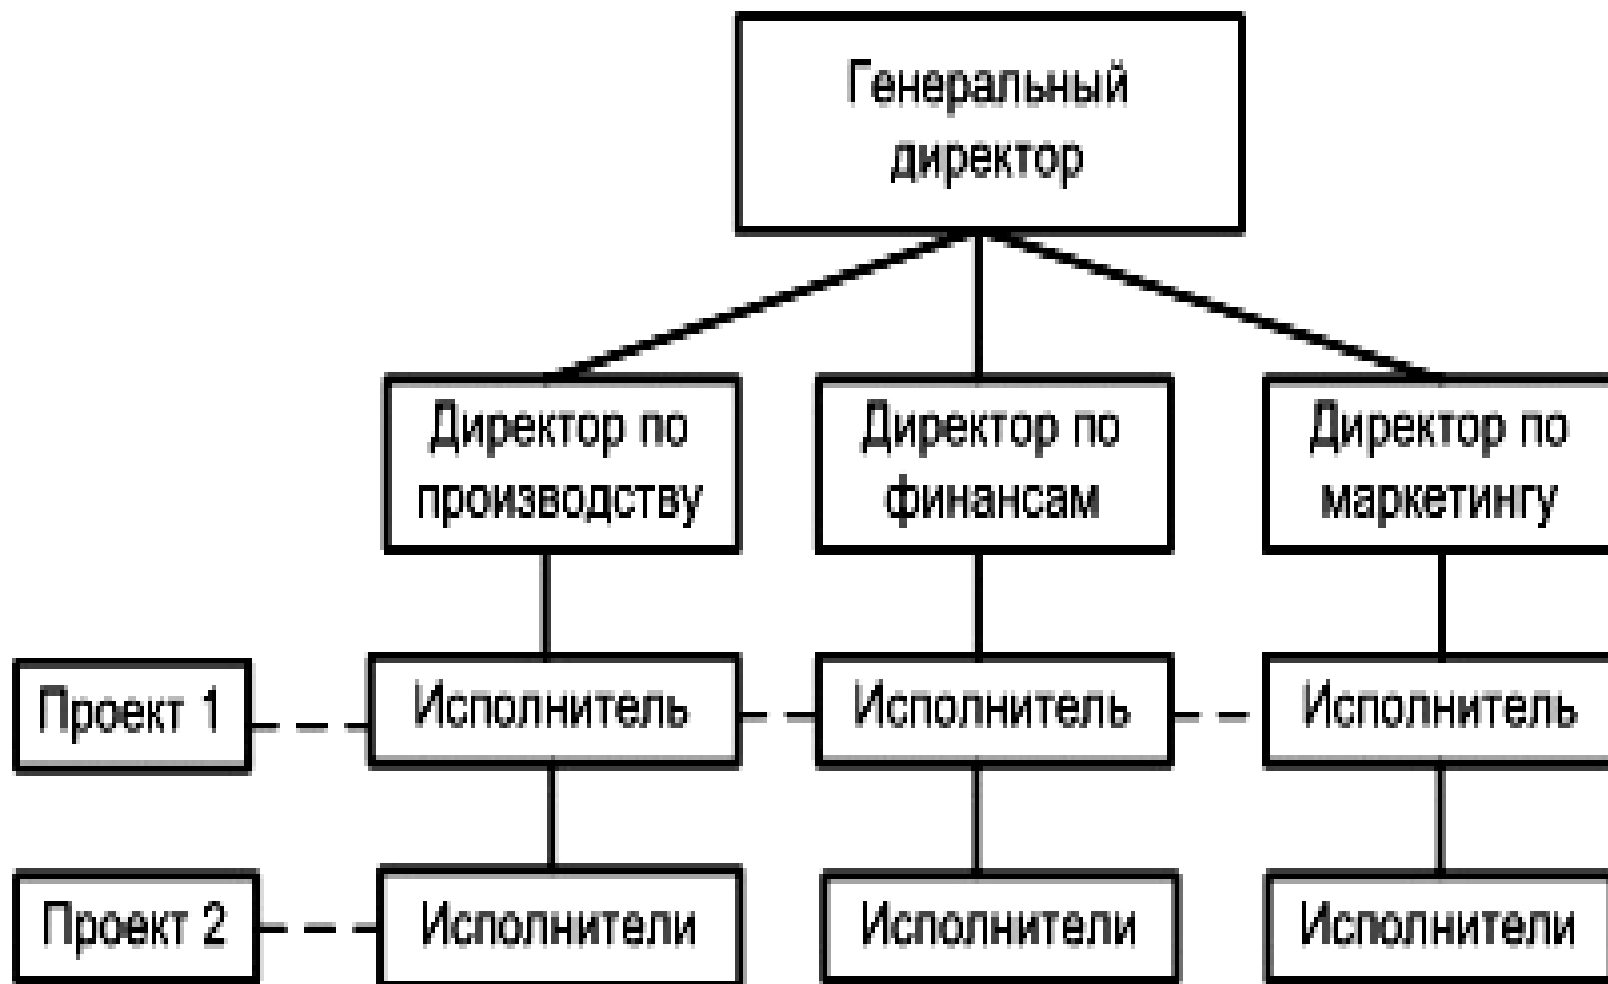 Генеральный
директор
Директор по
производству
Директор по
финансам
Директор по
маркетингу
Проект 1
Исполнитель
Исполнитель
Исполнитель
Проект 2
Исполнители
Исполнители
Исполнители